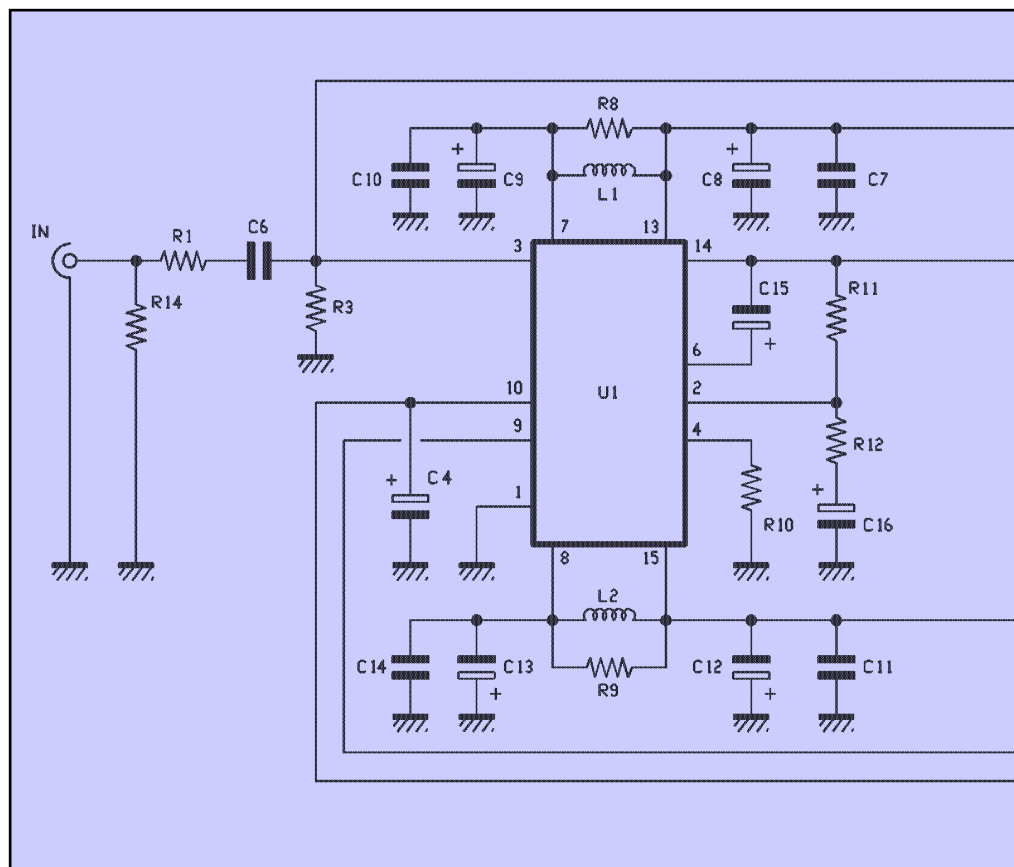 R8
+
+
C10
C9
C8
C7
L1
IN
7
13
R1
C6
3
14
R14
R3
C15
R11
+
6
U1
10
2
9
4
R12
+
C4
+
1
R10
C16
8
15
L2
C14
C13
C12
C11
R9
+
+